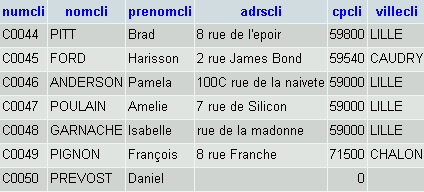 numcli nomcli prenomcli adrscli cpcli villecli
C0044 PITT Brad 8 rue de l'epoir 59800 LILLE
C0045 FORD Harisson 2 rue James Bond 59540 CAUDRY
C0046 ANDERSON Pamela 100C rue de la naivete 59000 LILLE
C0047 POULAIN Amelie 7 rue de Silicon 59000 LILLE
C0048 GARNACHE Isabelle rue de la madonne 59000 LILLE
C0049 PIGNON François 8 rue Franche 71500 CHALON
C0050 PREVOST Daniel 0